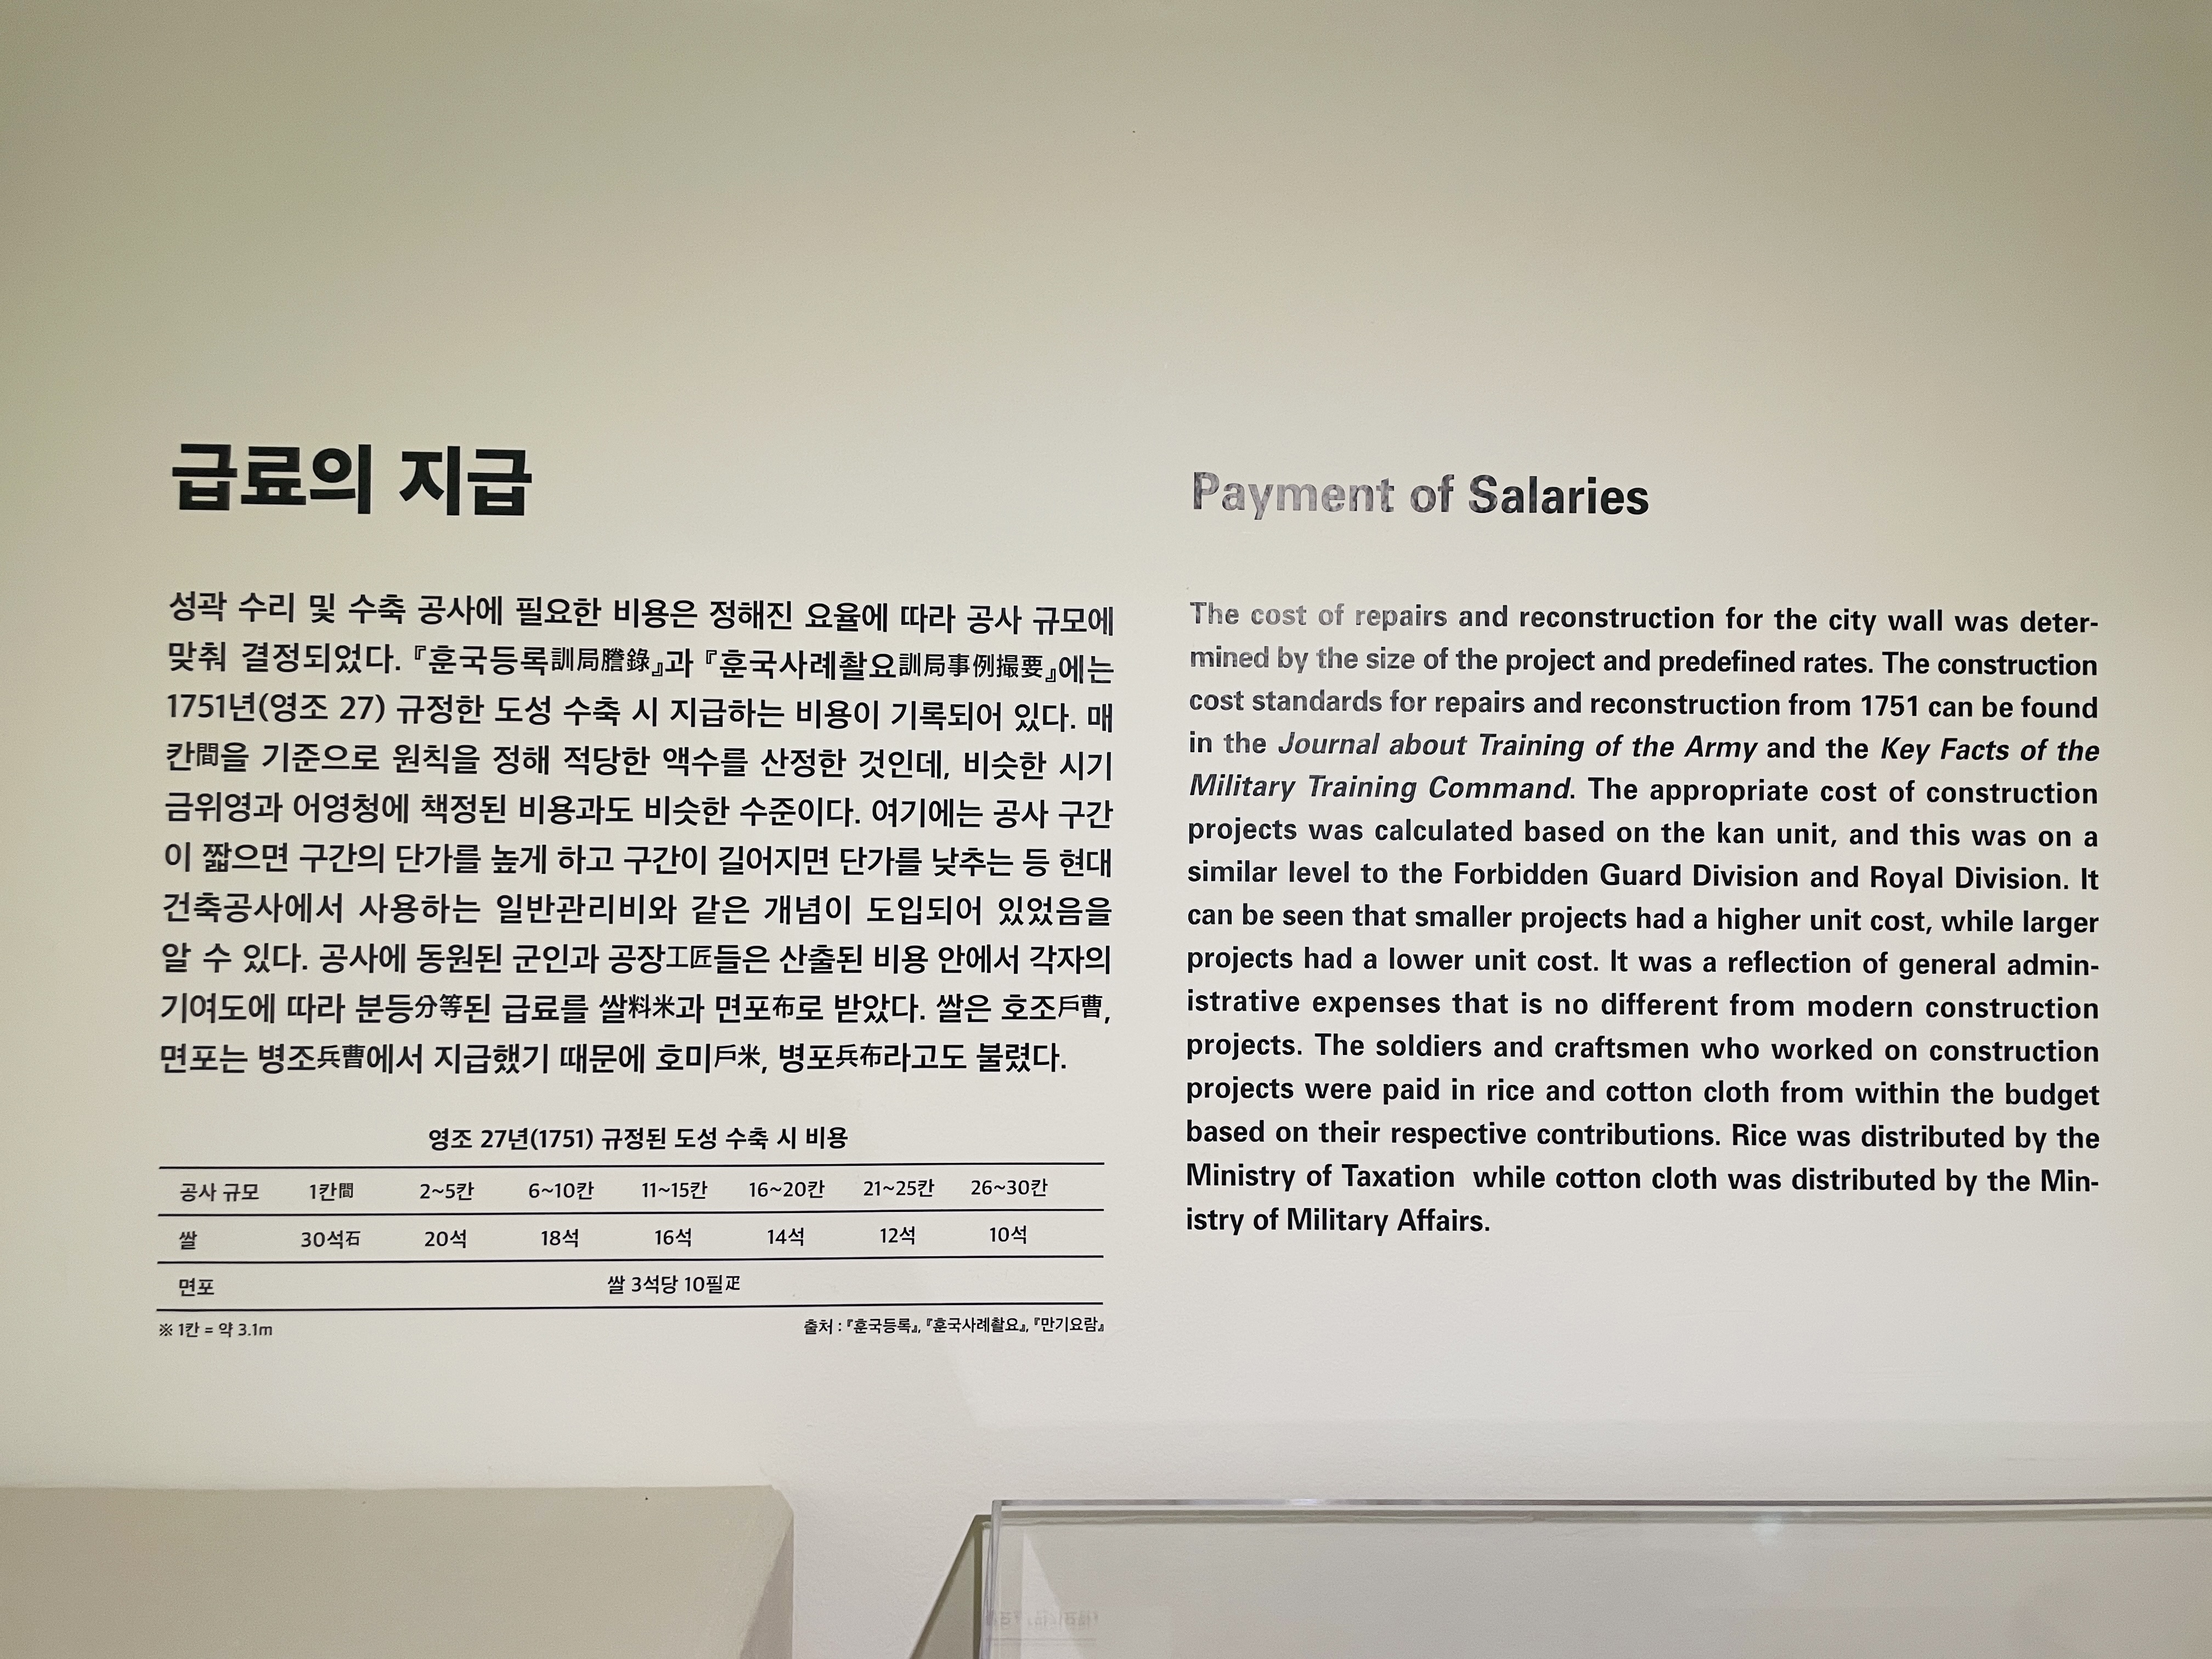 급료의 지급
성곽 수리 및 수축 공사에 필요한 비용은 정해진 요율에 따라 공사 규모에
맞춰 결정되었다. 『훈국등록訓局謄錄』과 『훈국사례촬요訓局事例撮要』에는
1751년(영조 27) 규정한 도성 수축 시 지급하는 비용이 기록되어 있다. 매
칸間을 기준으로 원칙을 정해 적당한 액수를 산정한 것인데, 비슷한 시기
금위영과 어영청에 책정된 비용과도 비슷한 수준이다. 여기에는 공사 구간
이 짧으면 구간의 단가를 높게 하고 구간이 길어지면 단가를 낮추는 등 현대
건축공사에서 사용하는 일반관리비와 같은 개념이 도입되어 있었음을
알 수 있다. 공사에 동원된 군인과 공장工匠들은 산출된 비용 안에서 각자의
기여도에 따라 분등分等된 급료를 쌀料米과 면포布로 받았다. 쌀은 호조戶曹,
면포는 병조兵曹에서 지급했기 때문에 호미戶米, 병포兵布라고도 불렸다.
영조 27년(1751) 규정된 도성 수축 시 비용
공사 규모 1칸間 2~5칸 6~10칸 11~15칸 16~20칸 21~25칸 26~30칸
쌀 30석石 20석 18석 16석 14석 12석 10석
면포 쌀 3석당 10필疋
※ 1칸 = 약 3.1m 출처 : 『훈국등록』, 『훈국사례촬요』, 『만기요람』
Payment of Salaries
The cost of repairs and reconstruction for the city wall was deter-
mined by the size of the project and predefined rates. The construction
cost standards for repairs and reconstruction from 1751 can be found
in the Journal about Training of the Army and the Key Facts of the
Military Training Command. The appropriate cost of construction
projects was calculated based on the kan unit, and this was on a
similar level to the Forbidden Guard Division and Royal Division. It
can be seen that smaller projects had a higher unit cost, while larger
projects had a lower unit cost. It was a reflection of general admin-
istrative expenses that is no different from modern construction
projects. The soldiers and craftsmen who worked on construction
projects were paid in rice and cotton cloth from within the budget
based on their respective contributions. Rice was distributed by the
Ministry of Taxation while cotton cloth was distributed by the Min-
istry of Military Affairs.